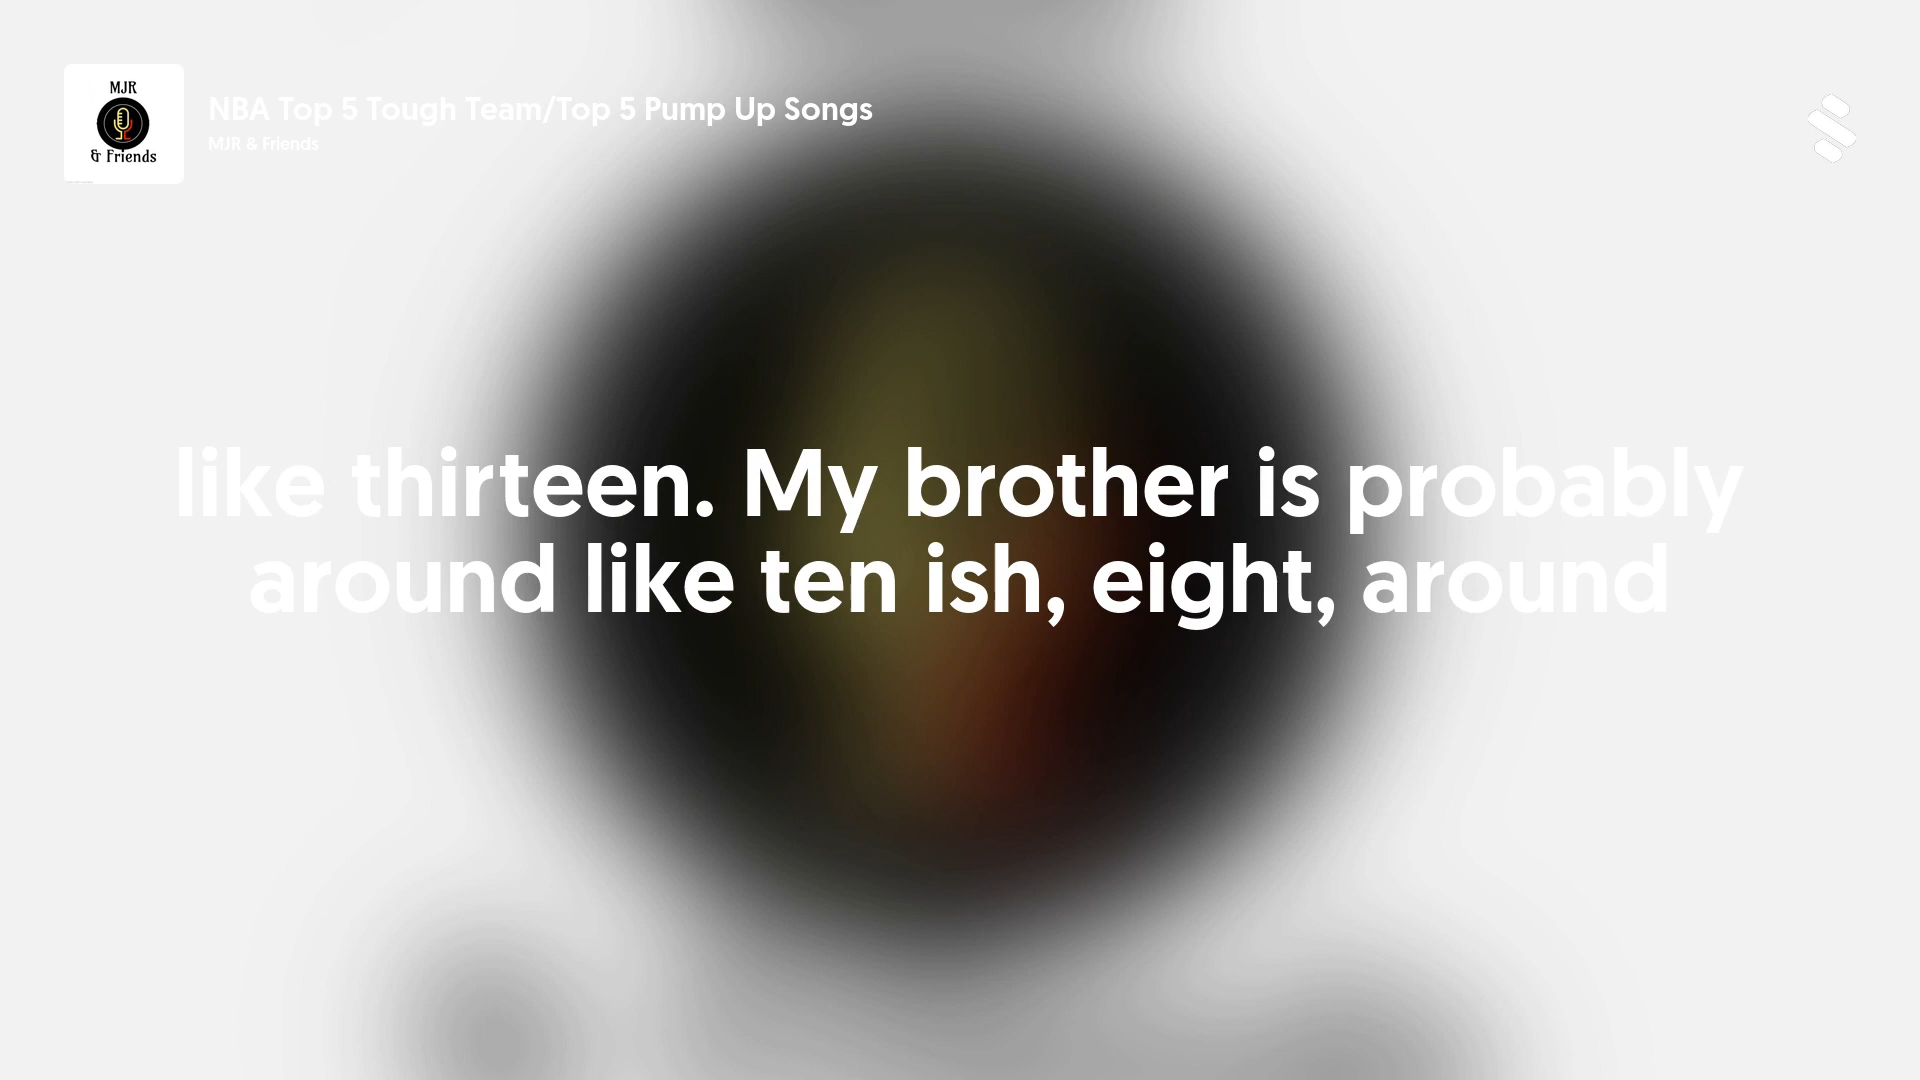 MJR
& Friends
NBA Top 5 Tough Team/Top 5 Pump Up Songs
MJR & Friends
like thirteen. My brother is probably
around like ten ish, eight, around